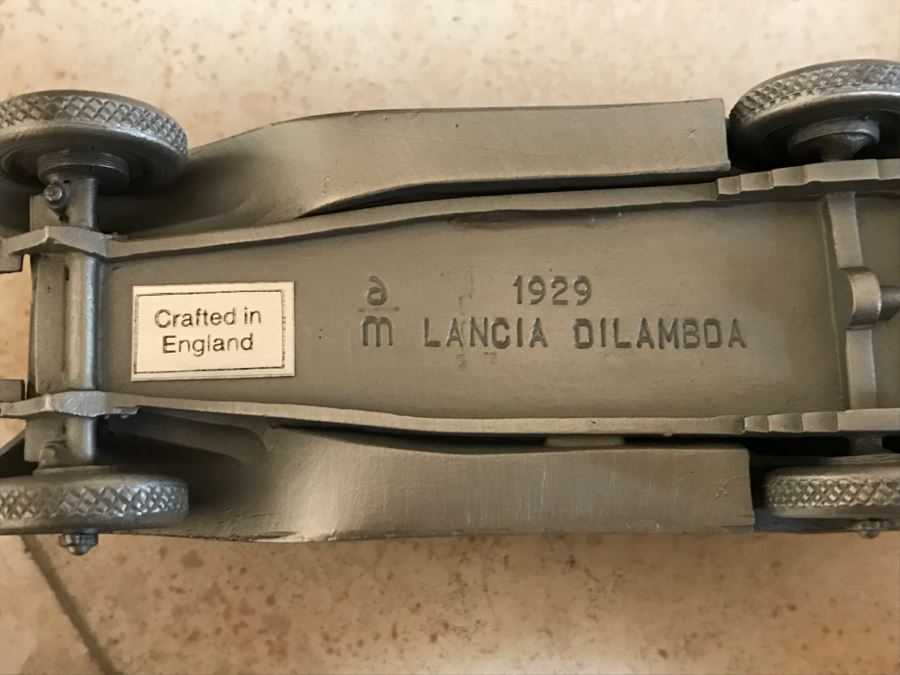 Crafted in
England
a
m
1929
LANCIA DILAMBDA